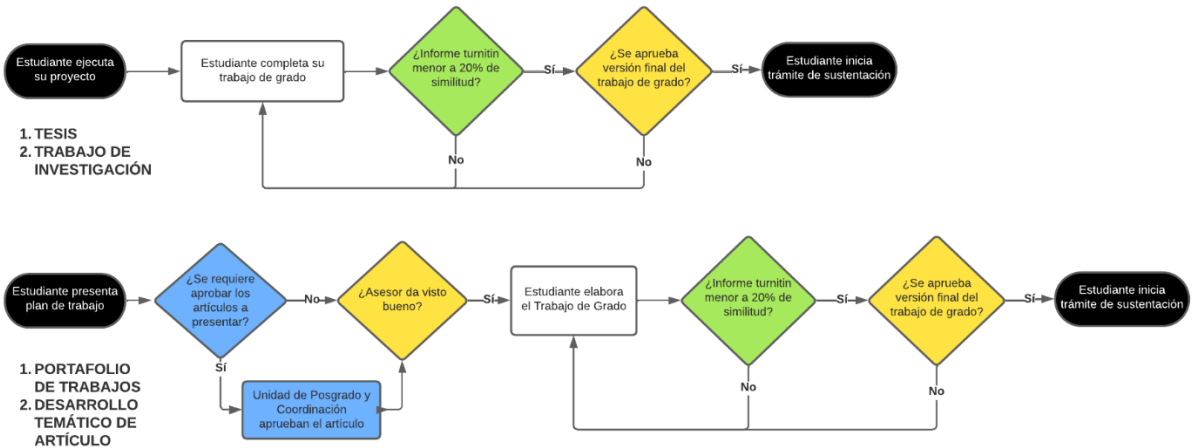 Estudiante ejecuta
su proyecto
Estudiante completa su
trabajo de grado
¿Informe turnitin
menor a 20% de
similitud?
Sí
¿Se aprueba
versión final del
trabajo de grado?
Sí
Estudiante inicia
trámite de sustentación
No
No
1. TESIS
2. TRABAJO DE
INVESTIGACIÓN
Estudiante presenta
plan de trabajo
¿Se requiere
aprobar los
artículos a
presentar?
No
¿Asesor da visto
bueno?
Sí
Estudiante elabora
el Trabajo de Grado
¿Informe turnitin
menor a 20% de
similitud?
Sí
¿Se aprueba
versión final del
trabajo de grado?
Sí
Estudiante inicia
trámite de sustentación
Sí
Unidad de Posgrado y
Coordinación
aprueban el artículo
No
No
1. PORTAFOLIO
DE TRABAJOS
2. DESARROLLO
TEMÁTICO DE
ARTÍCULO